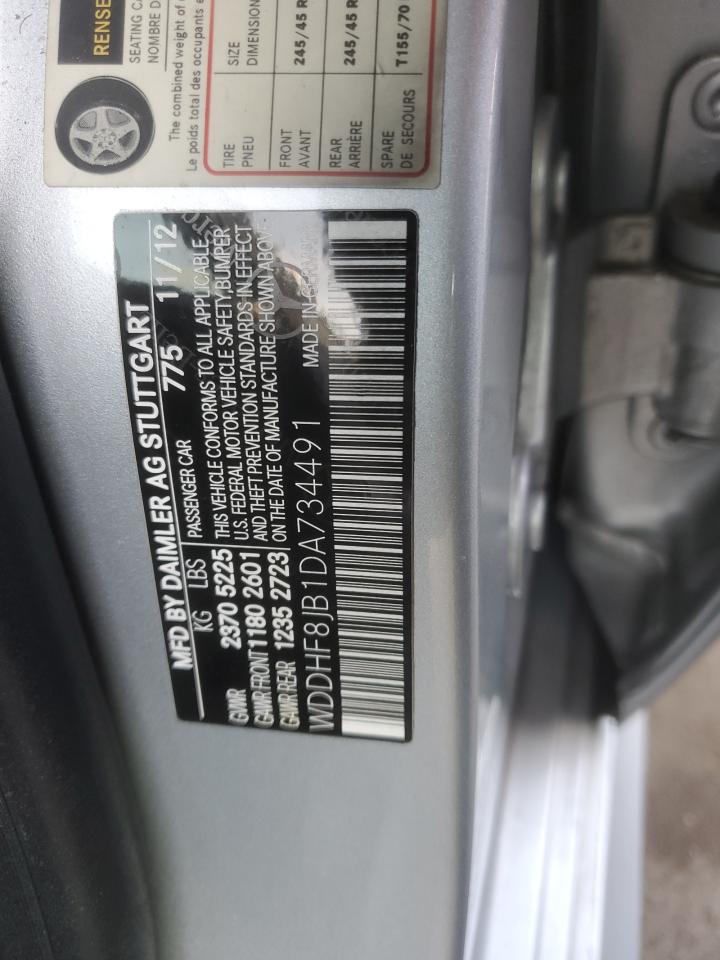 RENSE
SEATING CA
NOMBRE D
The combined weight of
Le poids total des occupants e
TIRE SIZE
PNEU DIMENSION
FRONT 245/45 R
AVANT
REAR 245/45 R
ARRIÈRE
SPARE T155/70
DE SECOURS
MFD BY DAIMLER AG STUTTGART
KG LBS PASSENGER CAR 775 11/12
GVWR 2370 5225 THIS VEHICLE CONFORMS TO ALL APPLICABLE
GAWR FRONT 1180 2601 U.S. FEDERAL MOTOR VEHICLE SAFETY, BUMPER
GAWR REAR 1235 2723 AND THEFT PREVENTION STANDARDS IN EFFECT
ON THE DATE OF MANUFACTURE SHOWN ABOV
WDDHF8JB1DA734491 MADE IN GERMANY